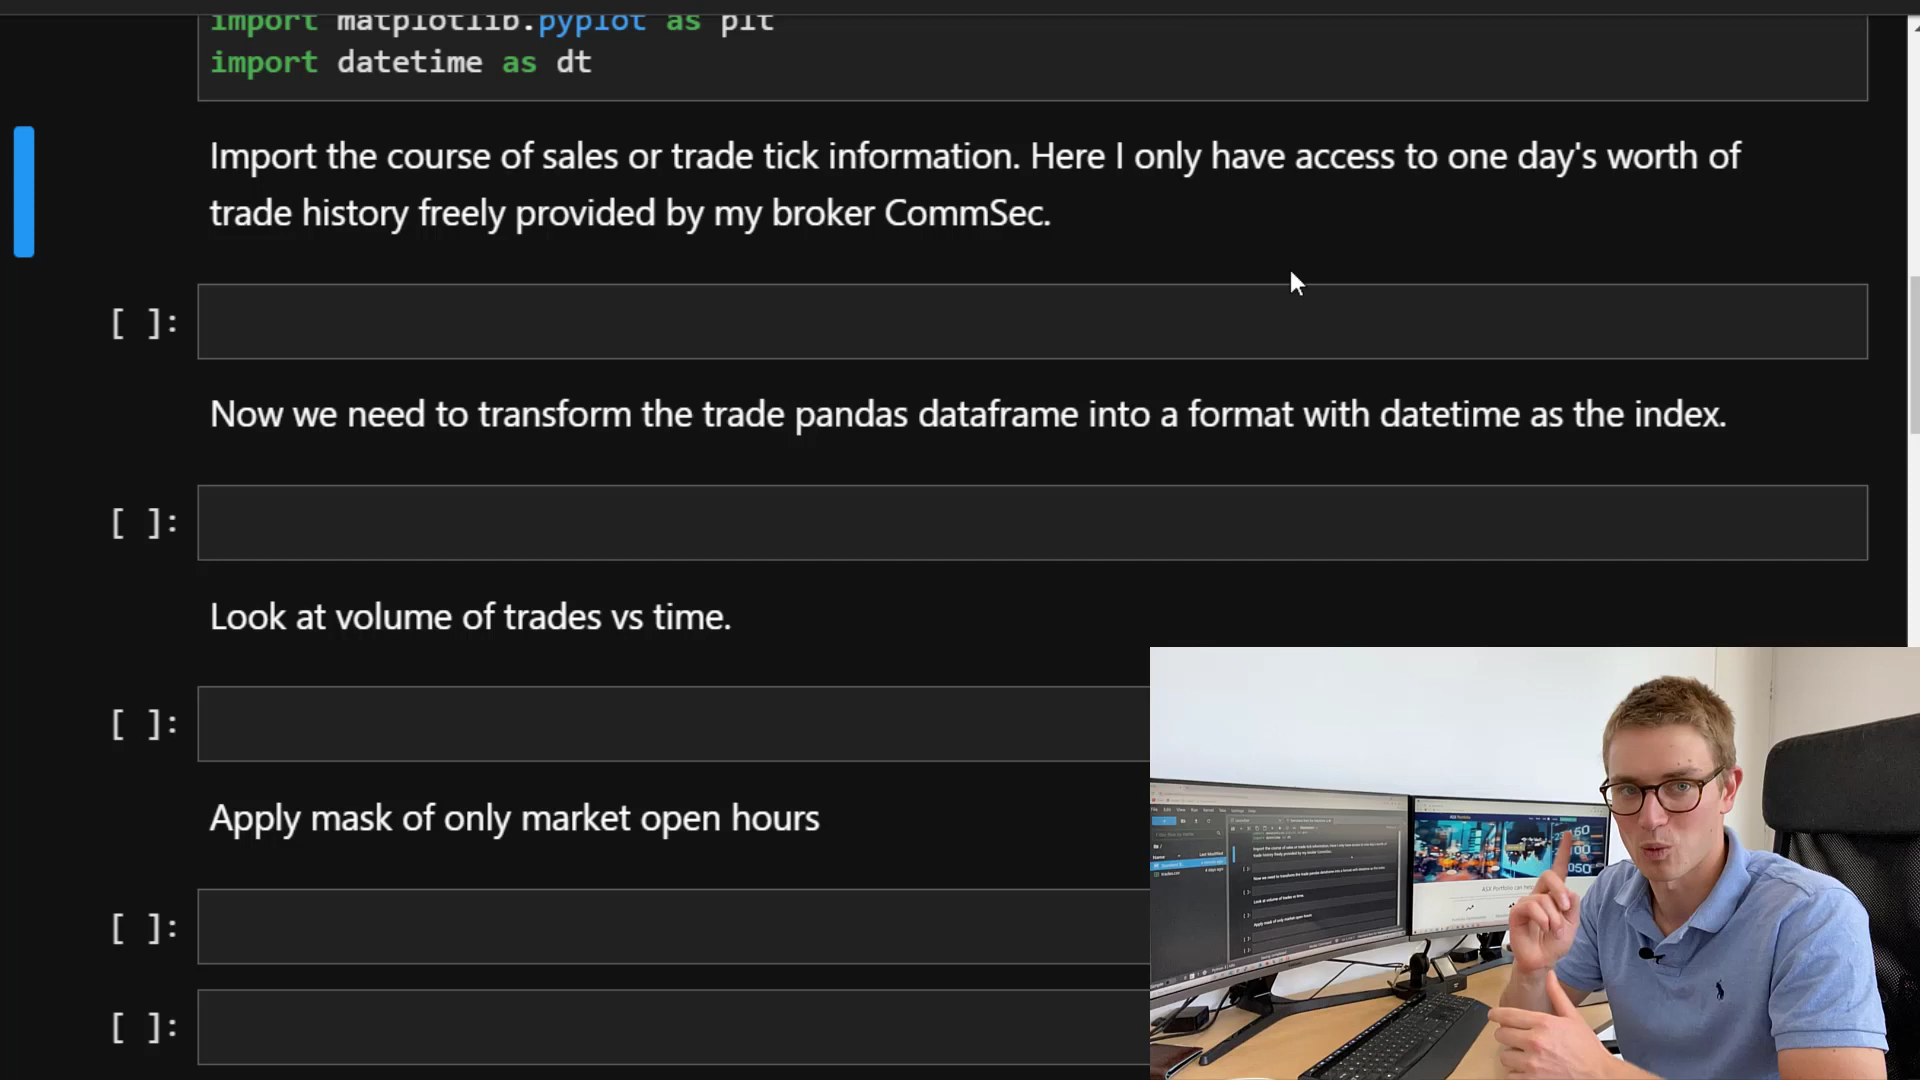 import matplotlib.pyplot as plt
import datetime as dt
Import the course of sales or trade tick information. Here I only have access to one day's worth of
trade history freely provided by my broker CommSec.
[ ]:
Now we need to transform the trade pandas dataframe into a format with datetime as the index.
[ ]:
Look at volume of trades vs time.
[ ]:
Apply mask of only market open hours
[ ]:
[ ]: